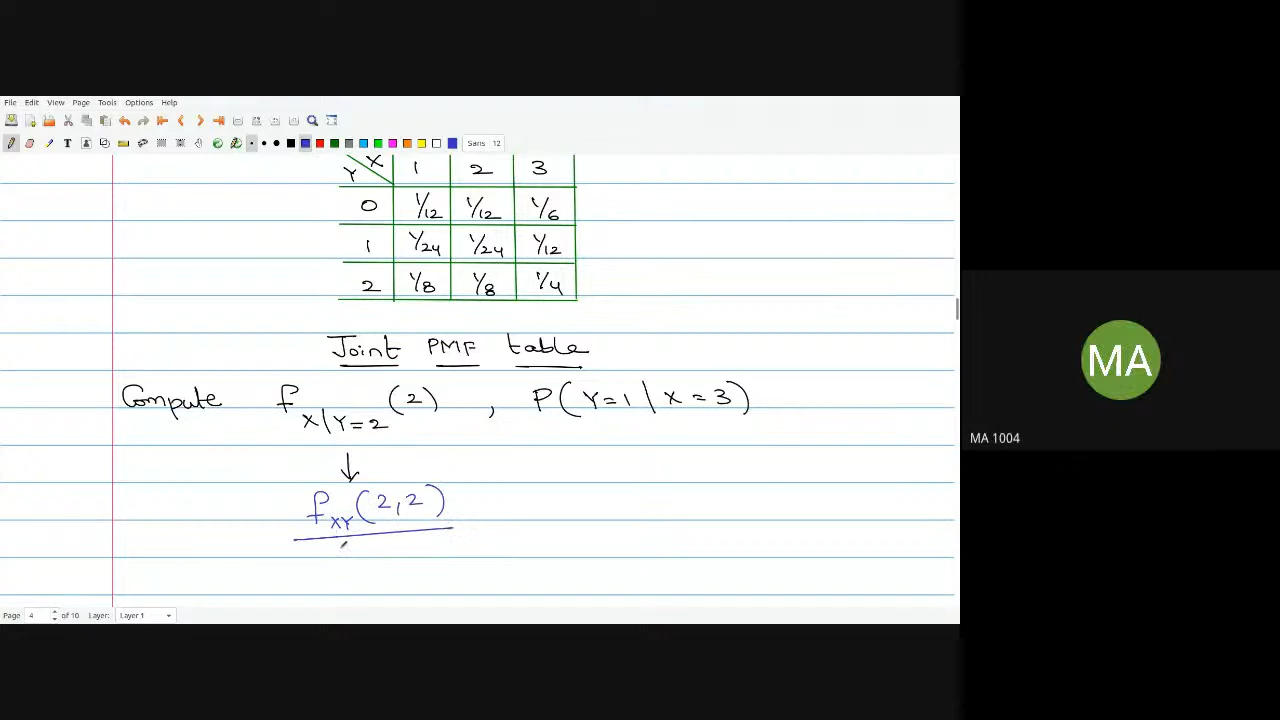 File Edit View Page Tools Options Help
Sans 12
Y X 1 2 3
0 1/12 1/12 1/6
1 1/24 1/24 1/12
2 1/8 1/8 1/4
Joint PMF table
Compute f X|Y=2 (2) , P(Y=1 | X=3)
↓
f XY (2,2)
MA
MA 1004
Page 4 of 10 Layer: Layer 1